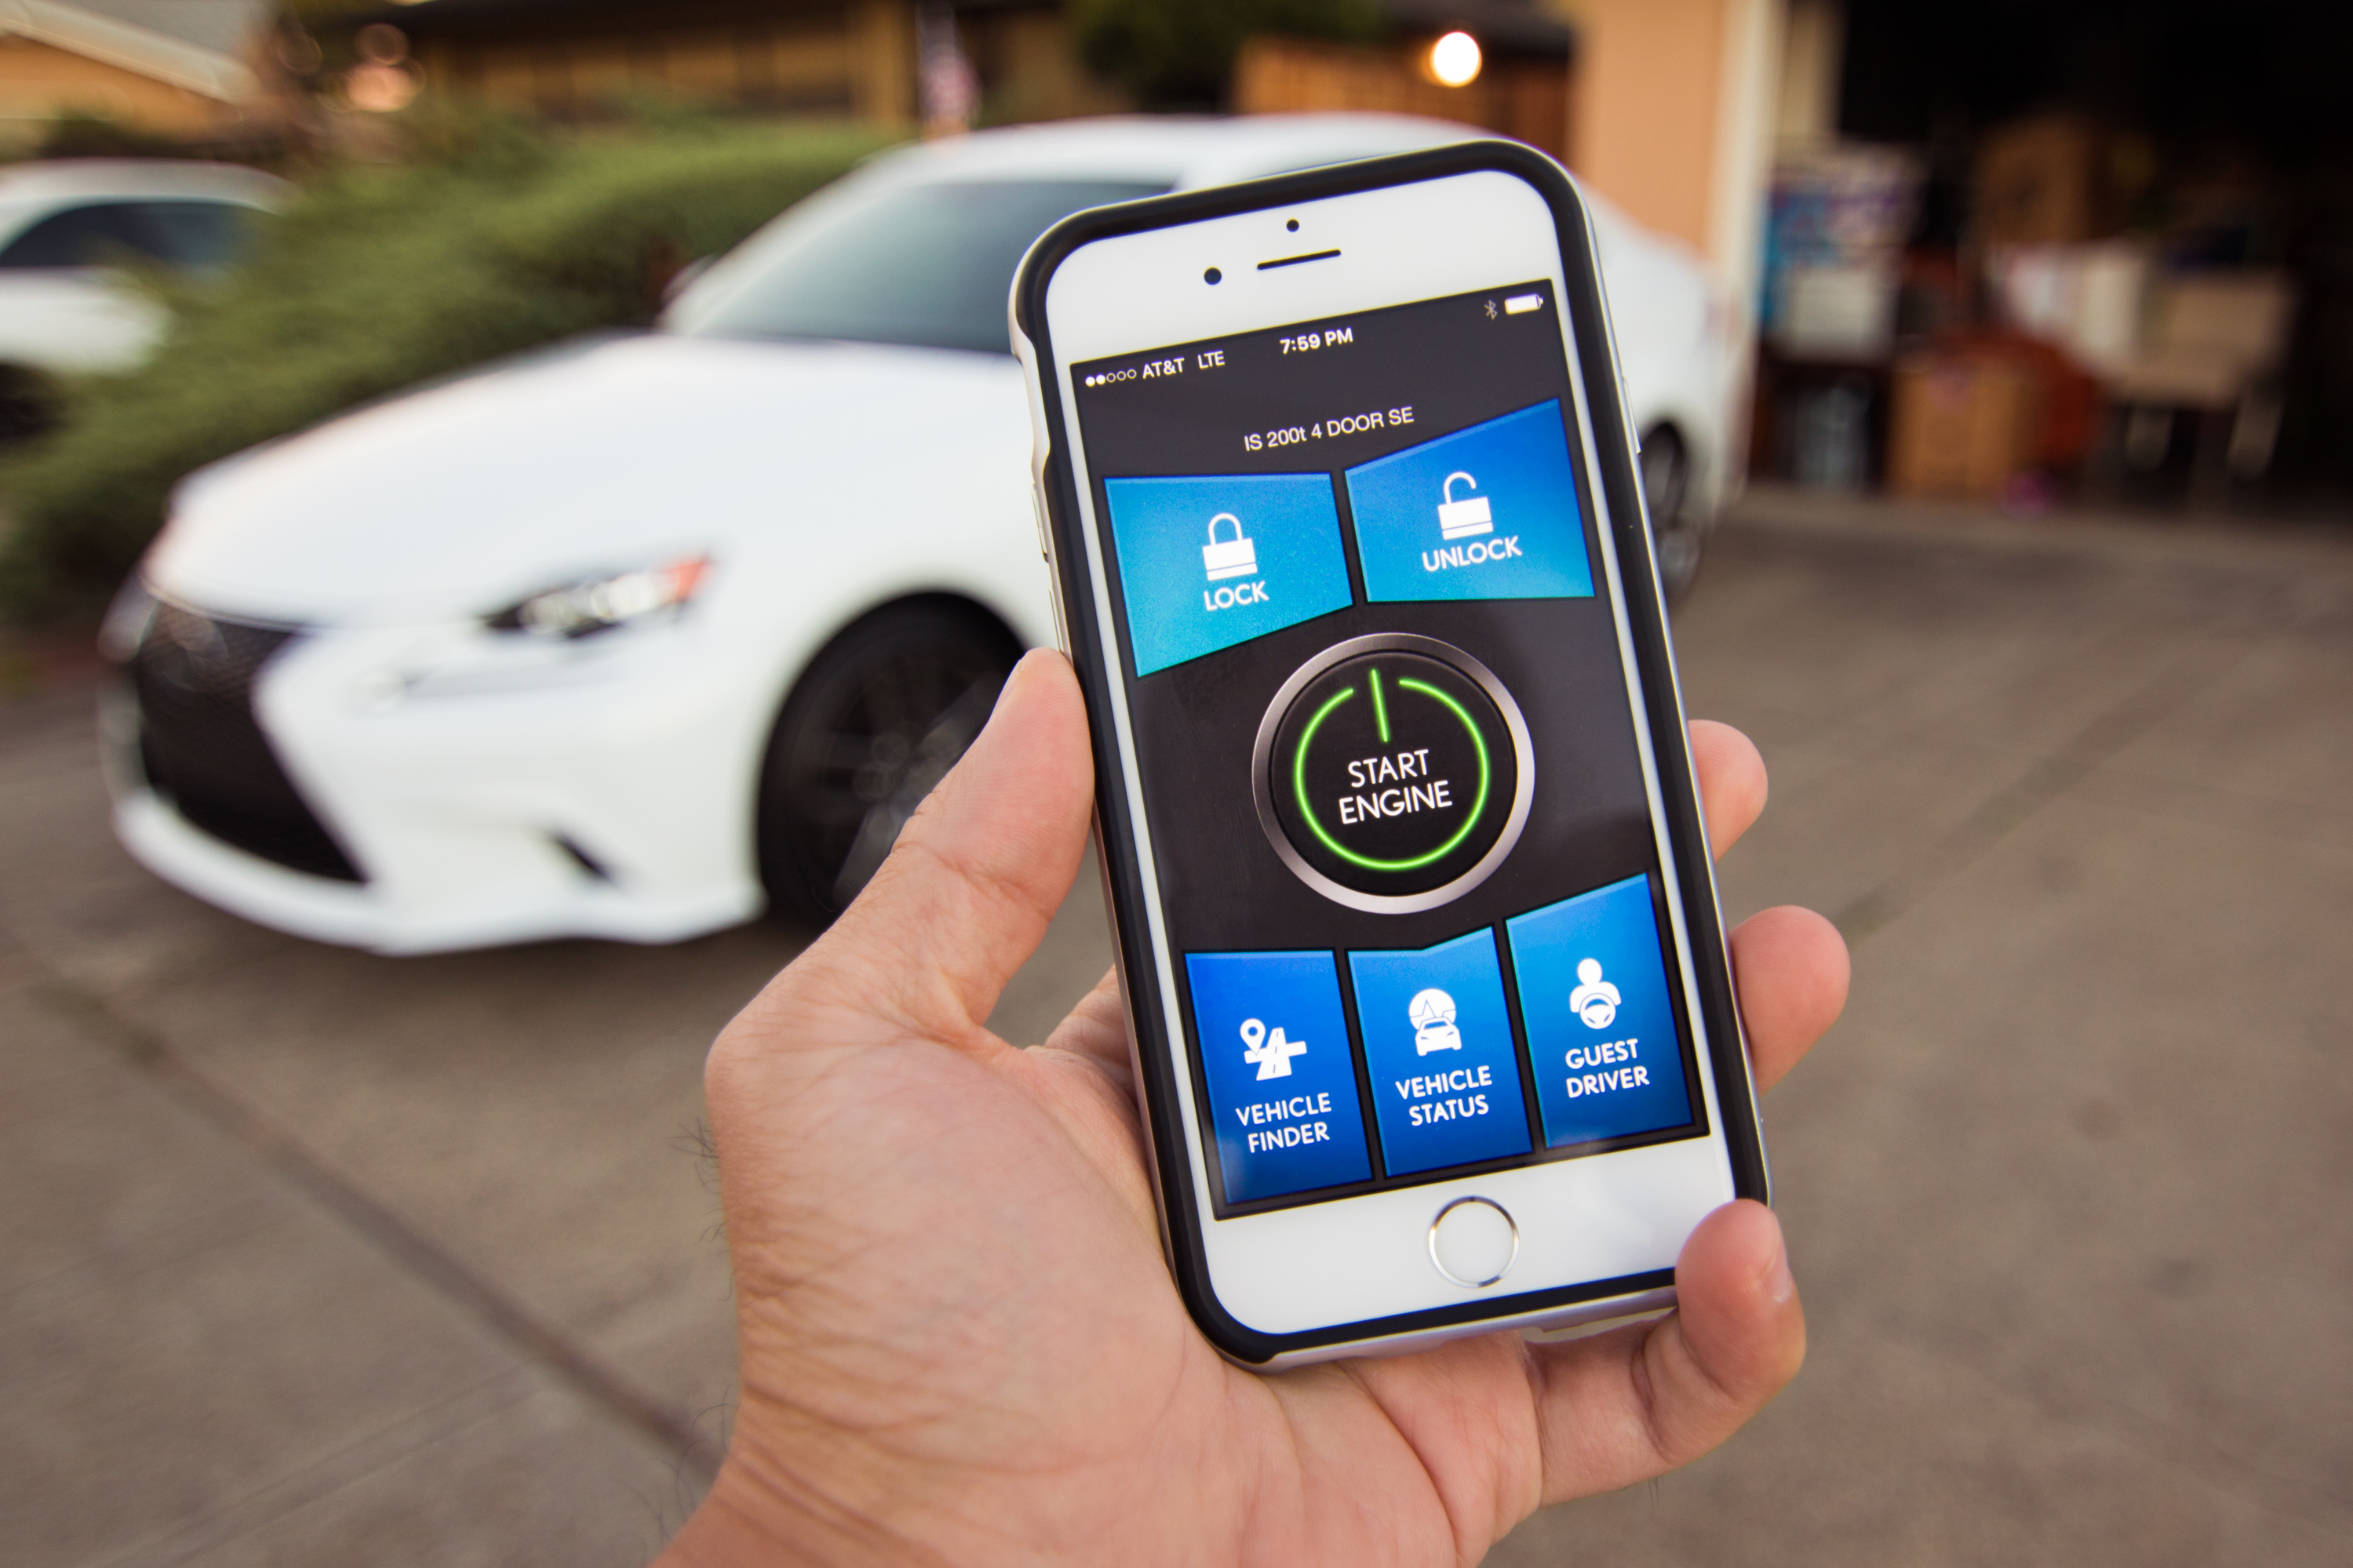 ●●○○○ AT&T LTE 7:59 PM
IS 200t 4 DOOR SE
LOCK
UNLOCK
START
ENGINE
VEHICLE
FINDER
VEHICLE
STATUS
GUEST
DRIVER